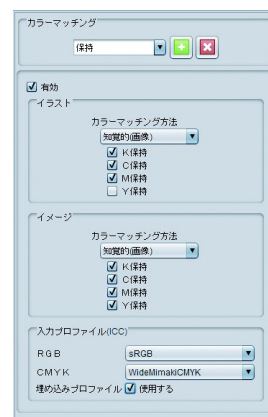 カラーマッチング
保持
有効
イラスト
カラーマッチング方法
知覚的(画像)
K保持
C保持
M保持
Y保持
イメージ
カラーマッチング方法
知覚的(画像)
K保持
C保持
M保持
Y保持
入力プロファイル(ICC)
RGB sRGB
CMYK WideMimakiCMYK
埋め込みプロファイル 使用する